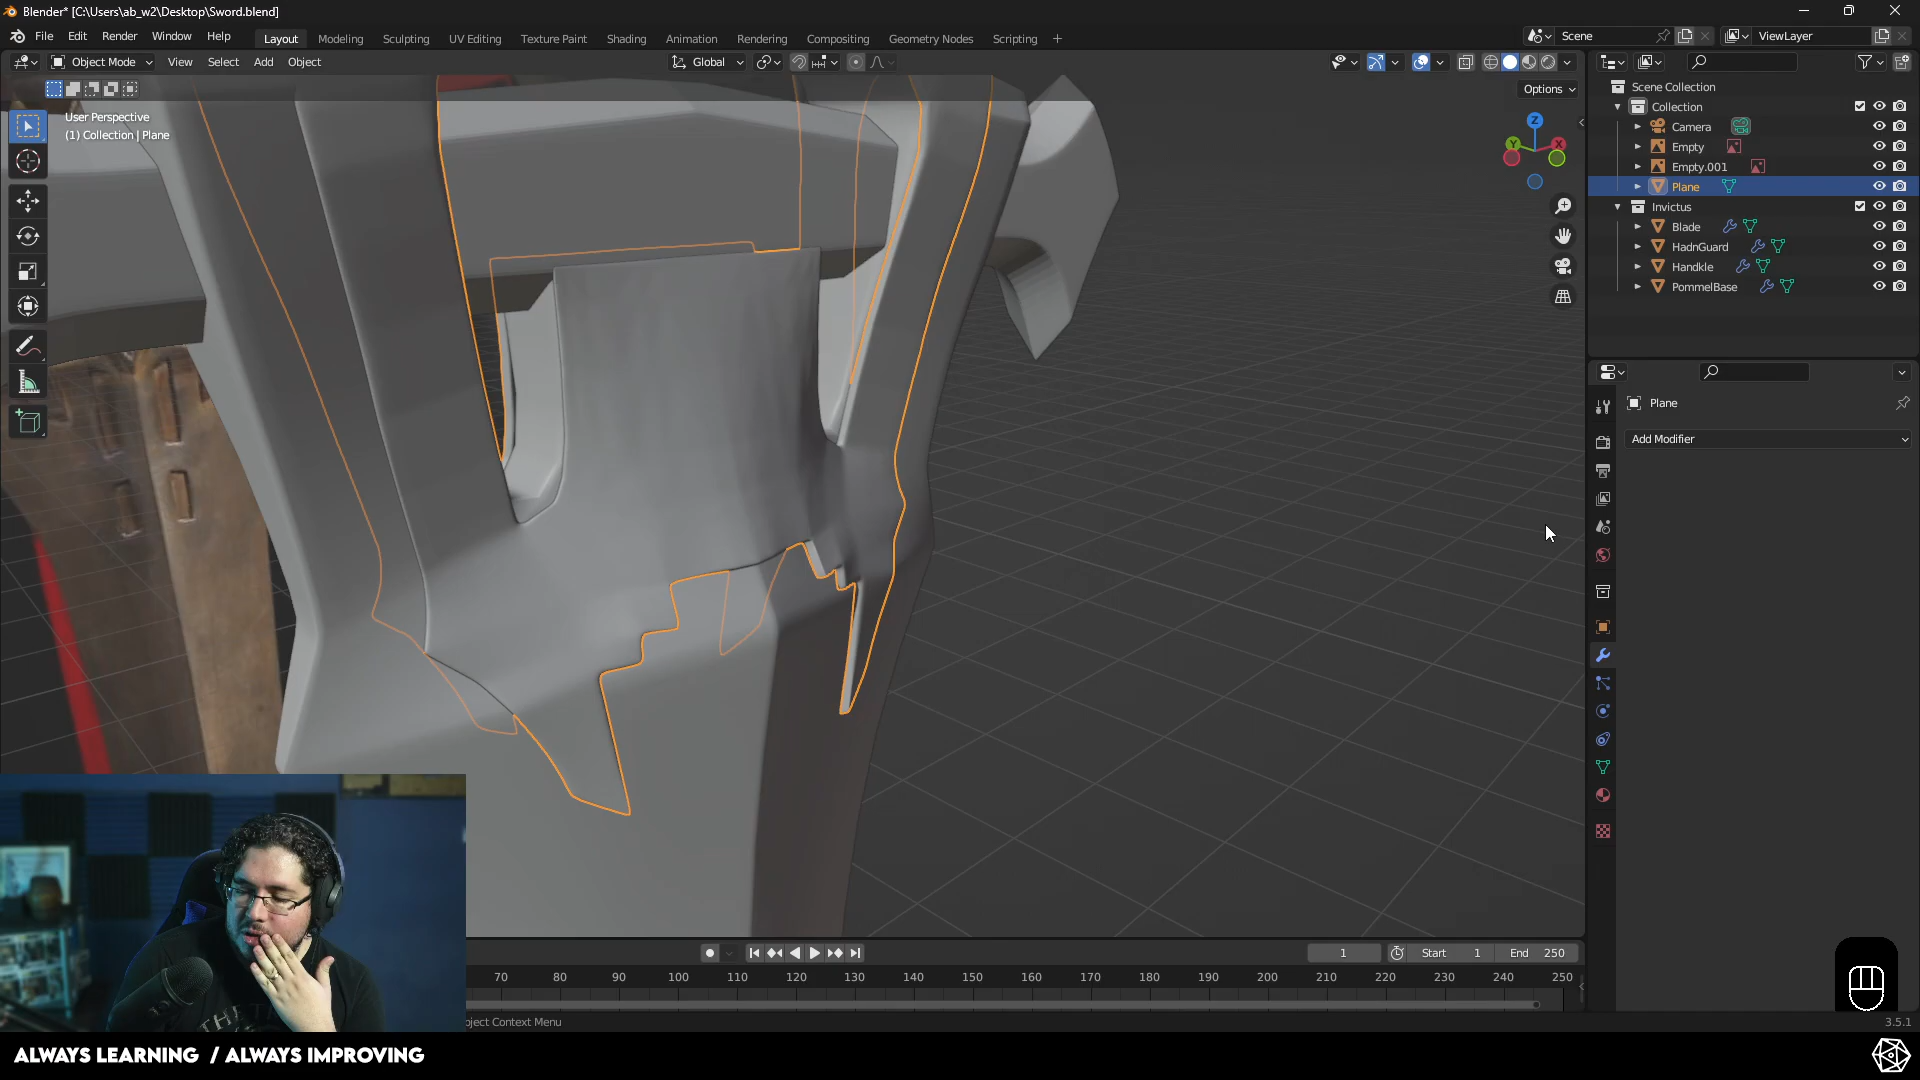 Blender* [C:\Users\ab_w2\Desktop\Sword.blend]
File Edit Render Window Help Layout Modeling Sculpting UV Editing Texture Paint Shading Animation Rendering Compositing Geometry Nodes Scripting + Scene ViewLayer
Object Mode View Select Add Object Global
Options
User Perspective
(1) Collection | Plane
Z
Y
X
Scene Collection
Collection
Camera
Empty
Empty.001
Plane
Invictus
Blade
HadnGuard
Handkle
PommelBase
Plane
Add Modifier
1 Start 1 End 250
70 80 90 100 110 120 130 140 150 160 170 180 190 200 210 220 230 240 250
oject Context Menu
3.5.1
THE TE
ALWAYS LEARNING / ALWAYS IMPROVING